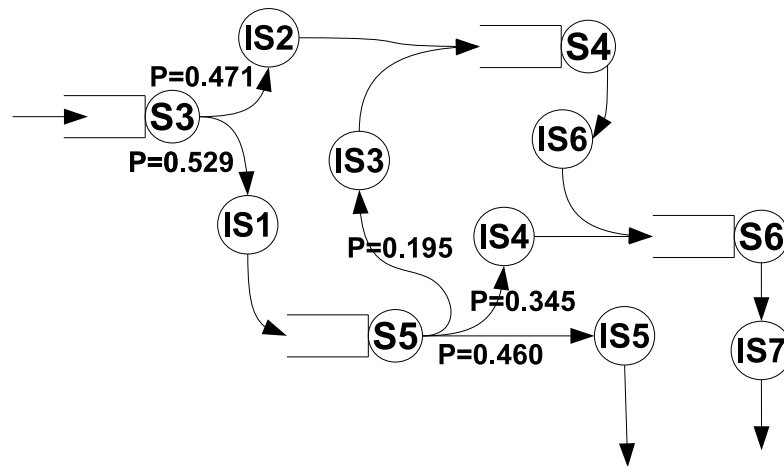 IS2
S4
P=0.471
S3
P=0.529
IS6
IS3
IS1
IS4
S6
P=0.195
P=0.345
S5
P=0.460
IS5
IS7